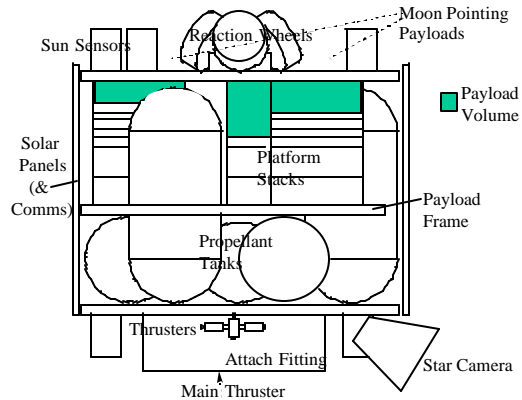 Moon Pointing
Payloads
Reaction Wheels
Sun Sensors
Payload
Volume
Solar
Panels
(&
Comms)
Platform
Stacks
Payload
Frame
Propellant
Tanks
Thrusters
Attach Fitting
Star Camera
Main Thruster